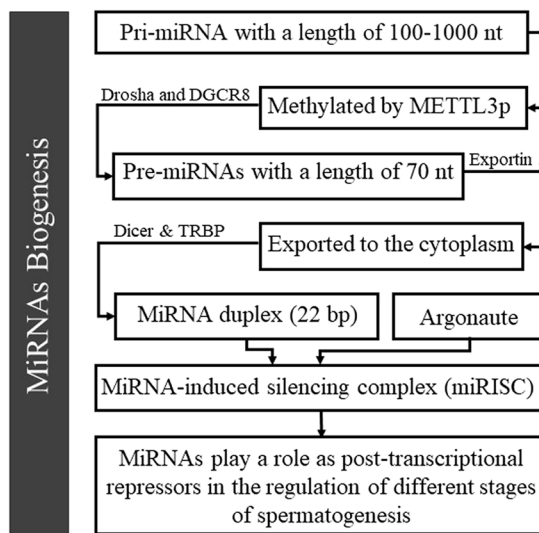 MiRNAs Biogenesis
Pri-miRNA with a length of 100-1000 nt
Drosha and DGCR8
Methylated by METTL3p
Pre-miRNAs with a length of 70 nt
Exportin
Dicer & TRBP
Exported to the cytoplasm
MiRNA duplex (22 bp)
Argonaute
MiRNA-induced silencing complex (miRISC)
MiRNAs play a role as post-transcriptional
repressors in the regulation of different stages
of spermatogenesis